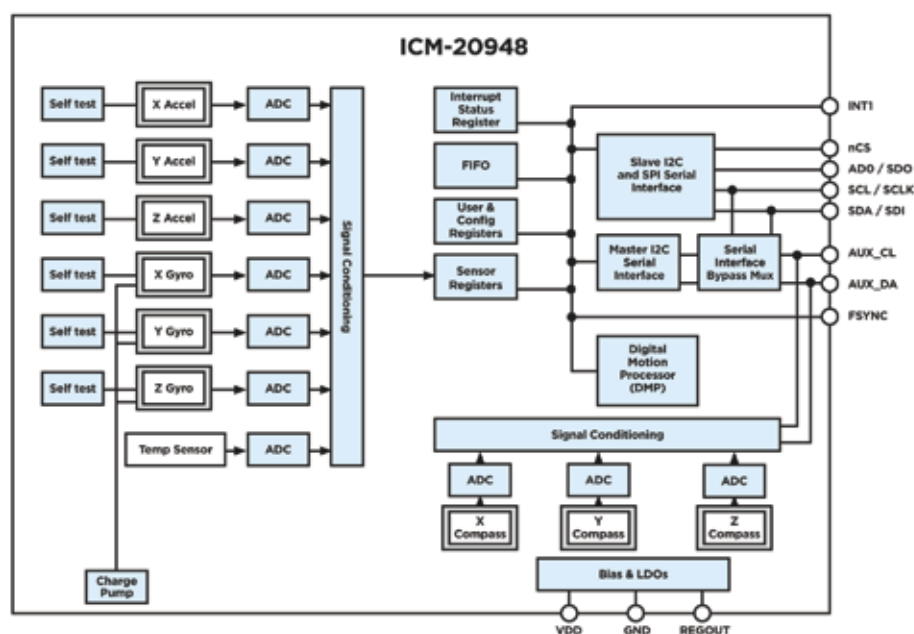 ICM-20948
Self test
X Accel
ADC
Self test
Y Accel
ADC
Self test
Z Accel
ADC
Self test
X Gyro
ADC
Self test
Y Gyro
ADC
Self test
Z Gyro
ADC
Temp Sensor
ADC
Charge
Pump
Signal Conditioning
Interrupt
Status
Register
FIFO
User &
Config
Registers
Sensor
Registers
Slave I2C
and SPI Serial
Interface
Master I2C
Serial
Interface
Serial
Interface
Bypass Mux
Digital
Motion
Processor
(DMP)
INT1
nCS
AD0 / SDO
SCL / SCLK
SDA / SDI
AUX_CL
AUX_DA
FSYNC
Signal Conditioning
ADC
ADC
ADC
X
Compass
Y
Compass
Z
Compass
Bias & LDOs
VDD
GND
REGOUT